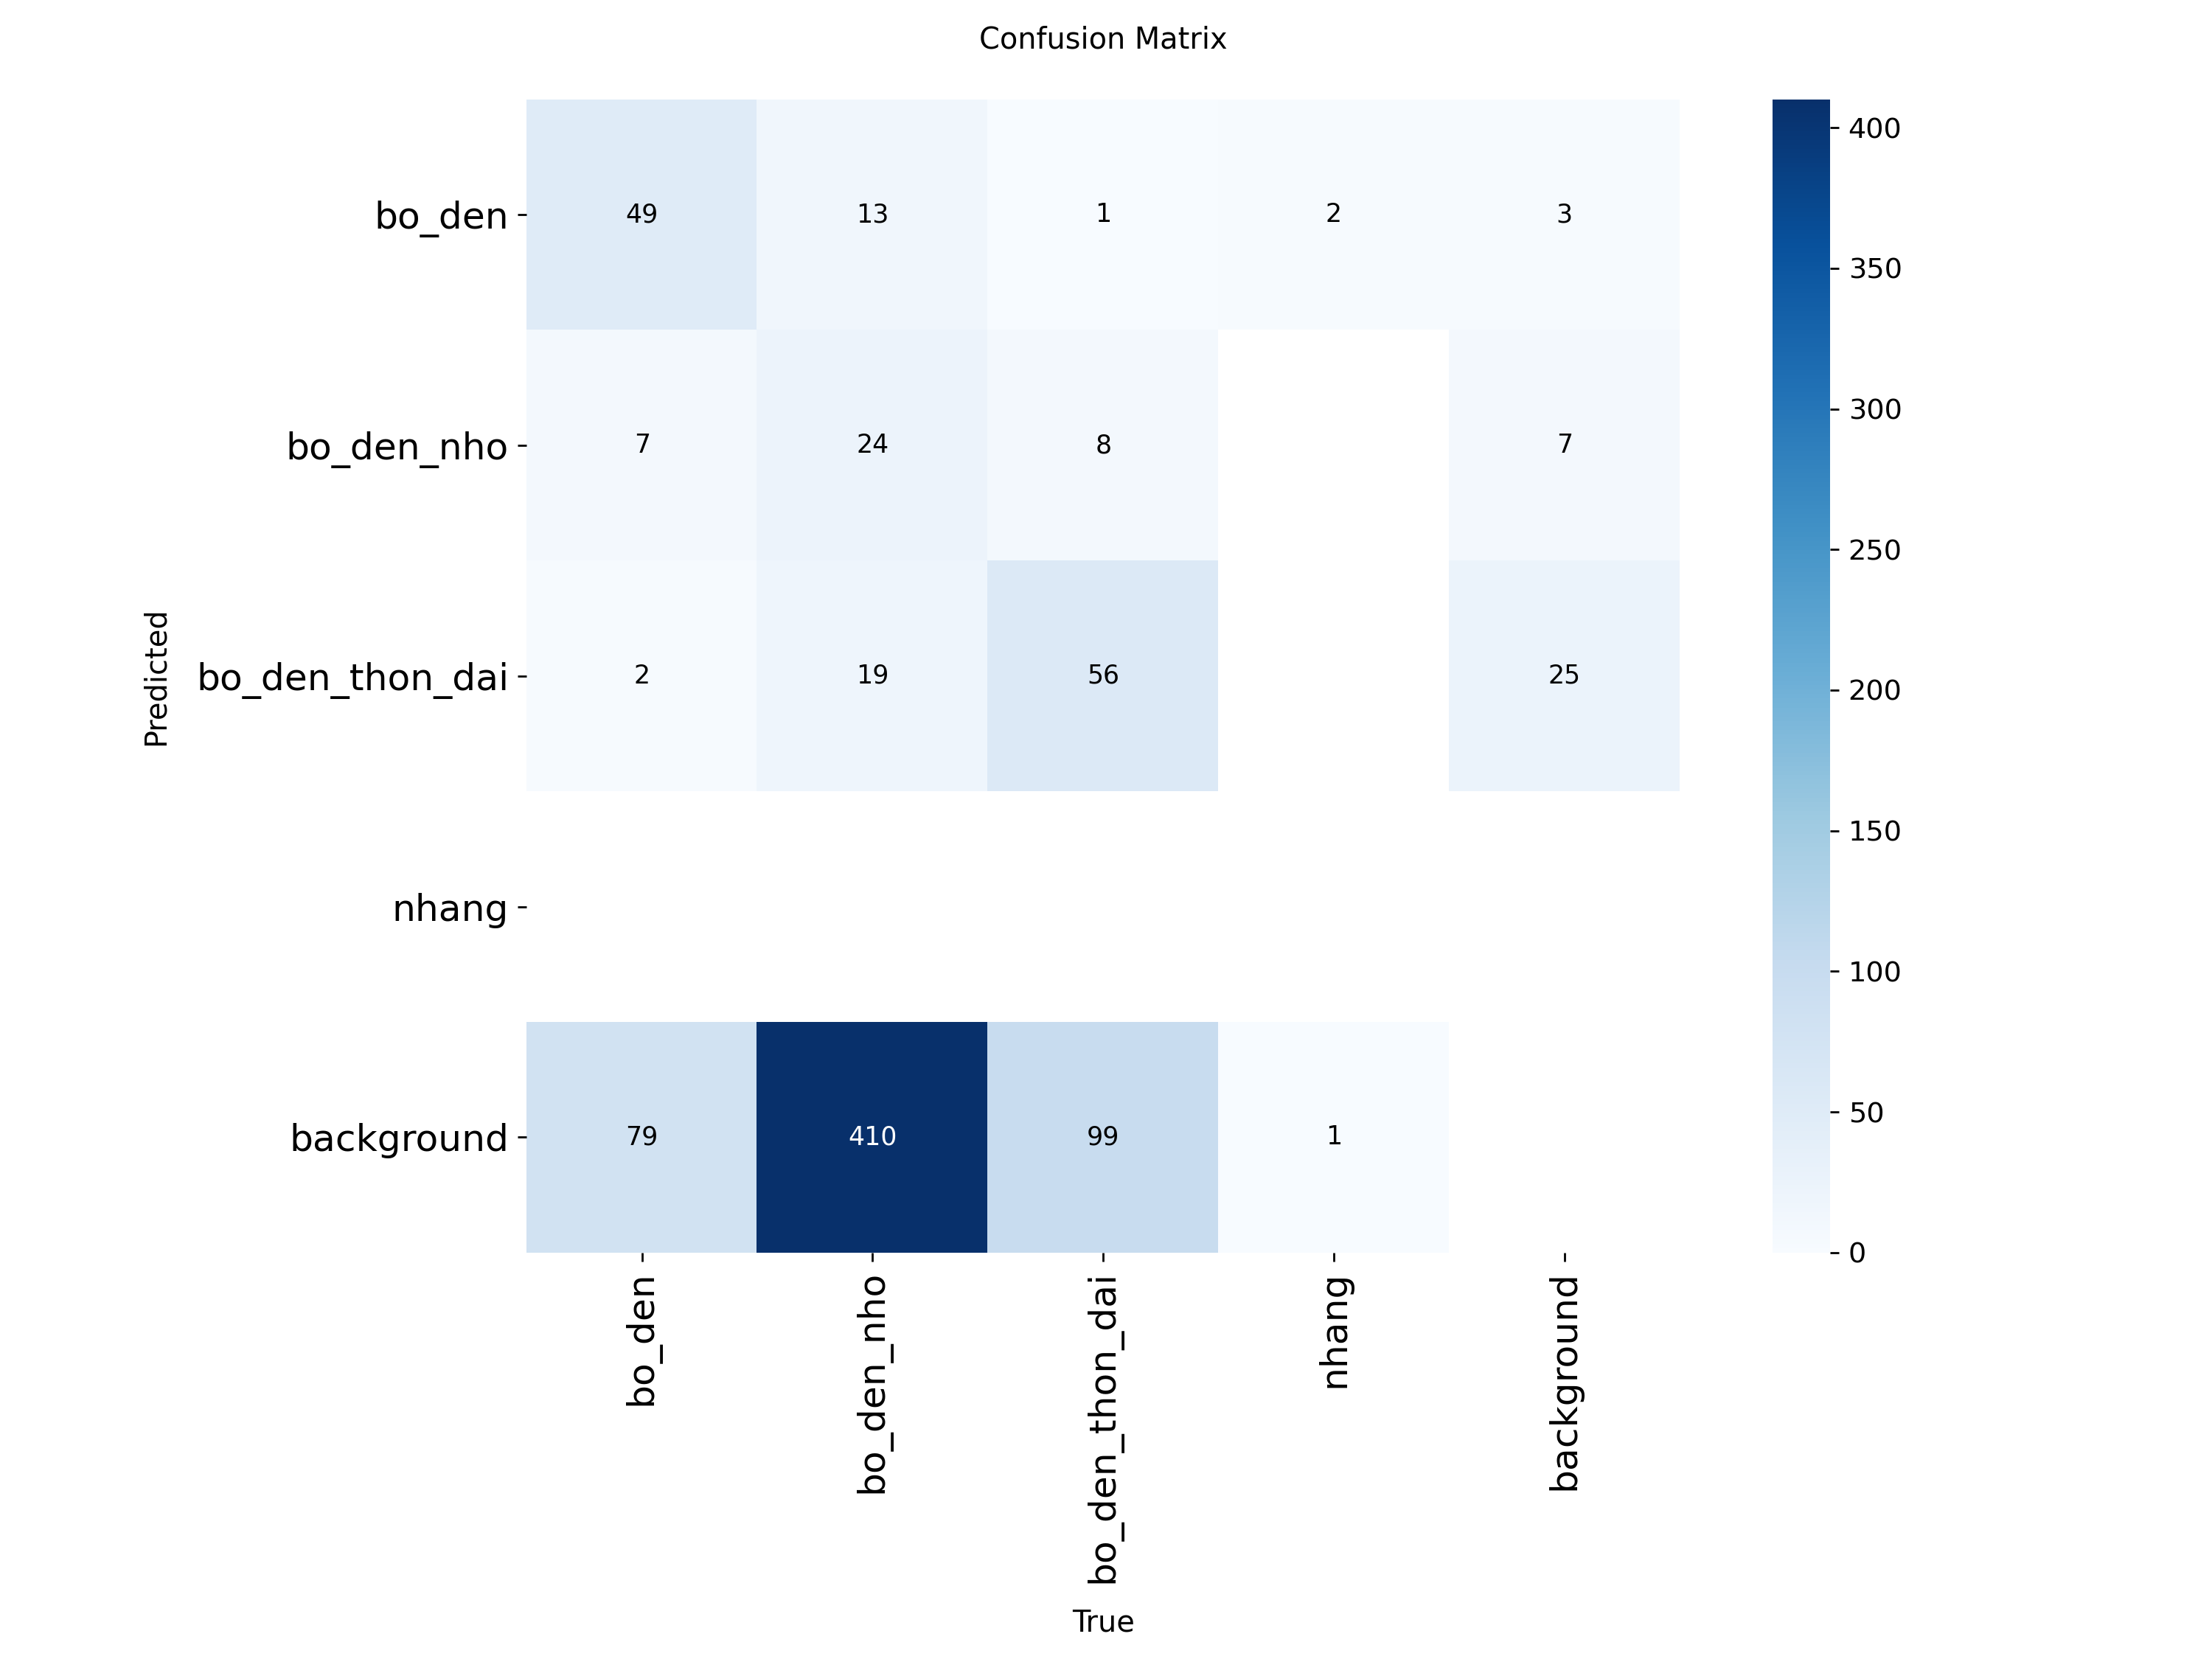 Confusion Matrix
bo_den 49 13 1 2 3
bo_den_nho 7 24 8 7
bo_den_thon_dai 2 19 56 25
nhang
background 79 410 99 1
Predicted
bo_den
bo_den_nho
bo_den_thon_dai
nhang
background
True
400
350
300
250
200
150
100
50
0